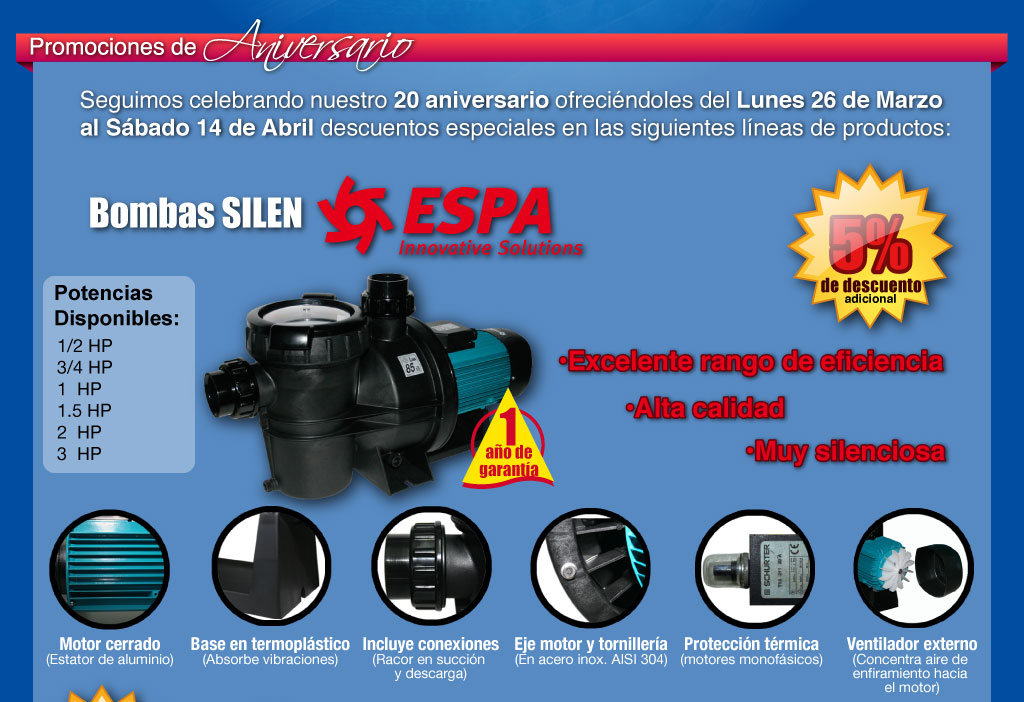 Promociones de Aniversario
Seguimos celebrando nuestro 20 aniversario ofreciéndoles del Lunes 26 de Marzo
al Sábado 14 de Abril descuentos especiales en las siguientes líneas de productos:
Bombas SILEN
ESPA
Innovative Solutions
5%
de descuento
adicional
Potencias
Disponibles:
1/2 HP
3/4 HP
1 HP
1.5 HP
2 HP
3 HP
85
•Excelente rango de eficiencia
•Alta calidad
•Muy silenciosa
1
año de
garantía
SCHURTER
Motor cerrado
(Estator de aluminio)
Base en termoplástico
(Absorbe vibraciones)
Incluye conexiones
(Racor en succión
y descarga)
Eje motor y tornillería
(En acero inox. AISI 304)
Protección térmica
(motores monofásicos)
Ventilador externo
(Concentra aire de
enfiramiento hacia
el motor)